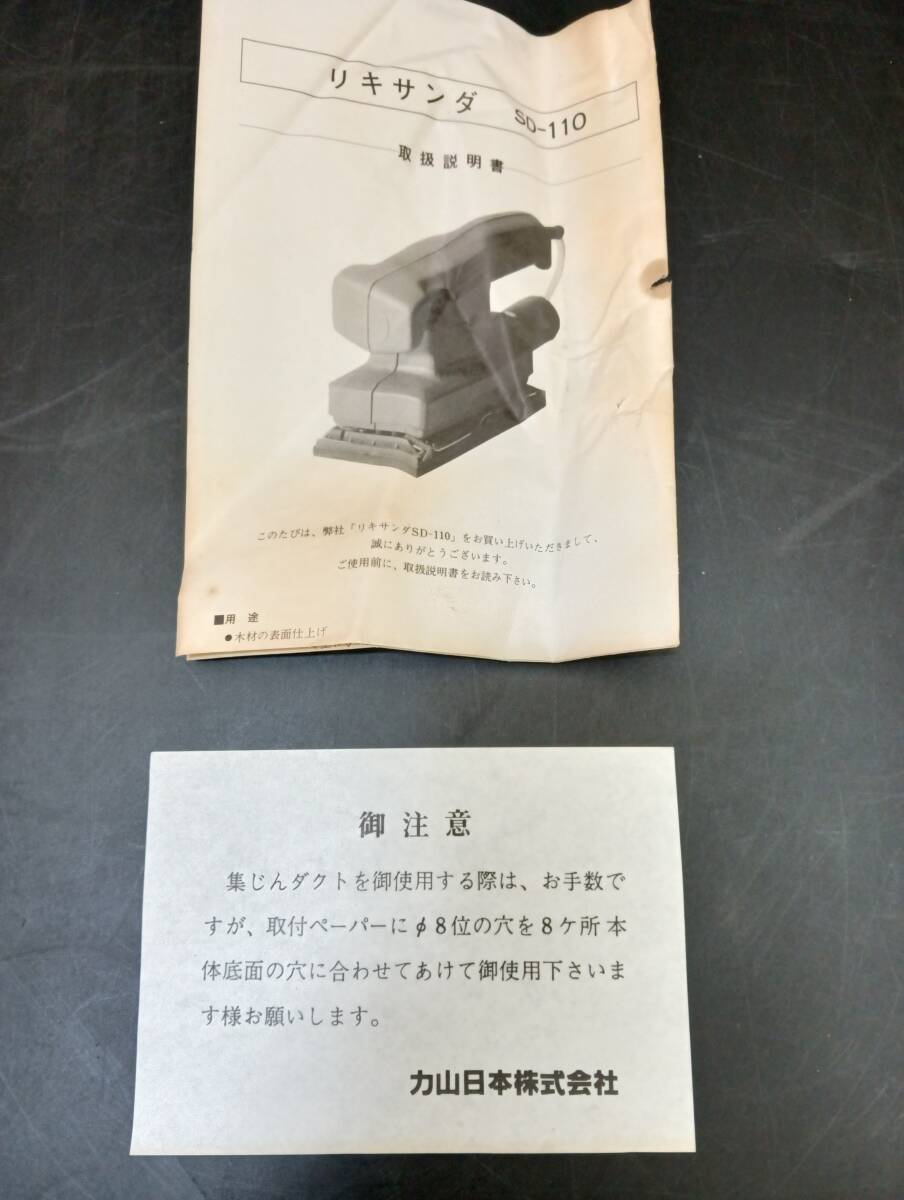 リキサンダ SD-110
取扱説明書
このたびは、弊社「リキサンダSD-110」をお買い上げいただきまして、
誠にありがとうございます。
ご使用前に、取扱説明書をお読み下さい。
■用 途
●木材の表面仕上げ
御注意
集じんダクトを御使用する際は、お手数で
すが、取付ペーパーにφ8位の穴を8ケ所本
体底面の穴に合わせてあけて御使用下さいま
す様お願いします。
力山日本株式会社